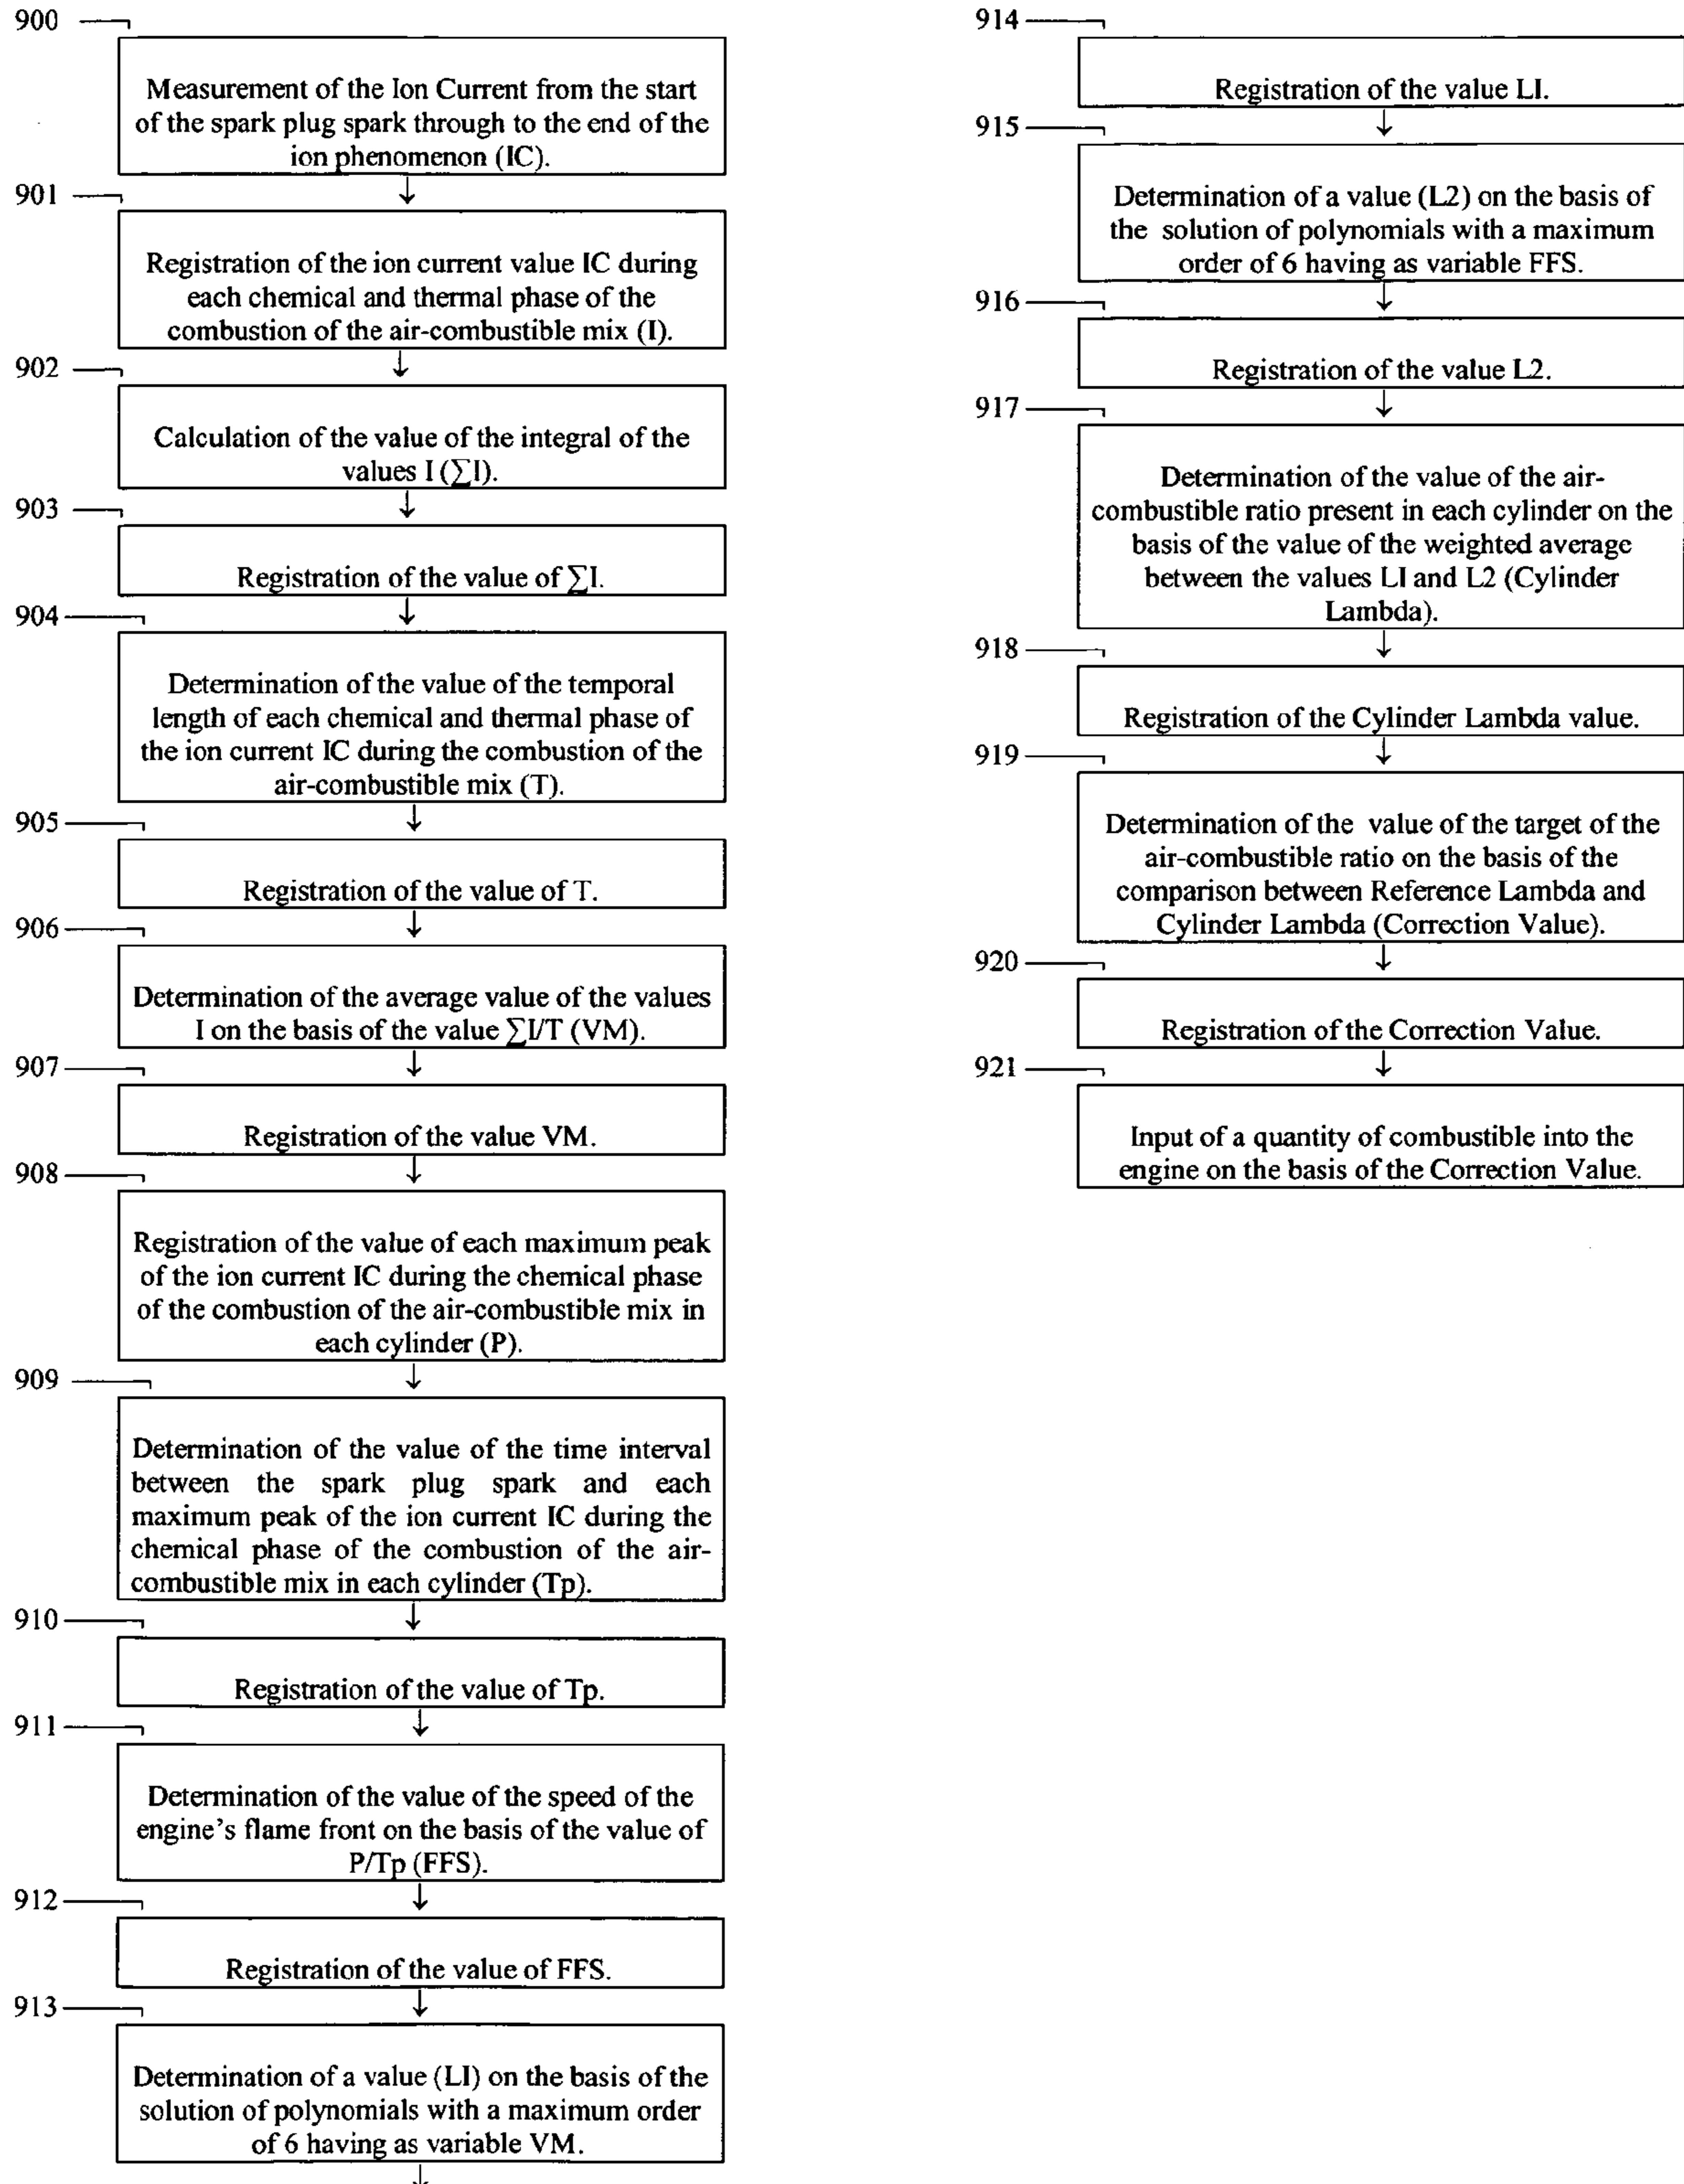 900
Measurement of the Ion Current from the start
of the spark plug spark through to the end of the
ion phenomenon (IC).
901
Registration of the ion current value IC during
each chemical and thermal phase of the
combustion of the air-combustible mix (I).
902
Calculation of the value of the integral of the
values I (∑I).
903
Registration of the value of ∑I.
904
Determination of the value of the temporal
length of each chemical and thermal phase of
the ion current IC during the combustion of the
air-combustible mix (T).
905
Registration of the value of T.
906
Determination of the average value of the values
I on the basis of the value ∑I/T (VM).
907
Registration of the value VM.
908
Registration of the value of each maximum peak
of the ion current IC during the chemical phase
of the combustion of the air-combustible mix in
each cylinder (P).
909
Determination of the value of the time interval
between the spark plug spark and each
maximum peak of the ion current IC during the
chemical phase of the combustion of the air-
combustible mix in each cylinder (Tp).
910
Registration of the value of Tp.
911
Determination of the value of the speed of the
engine's flame front on the basis of the value of
P/Tp (FFS).
912
Registration of the value of FFS.
913
Determination of a value (LI) on the basis of the
solution of polynomials with a maximum order
of 6 having as variable VM.
914
Registration of the value LI.
915
Determination of a value (L2) on the basis of
the solution of polynomials with a maximum
order of 6 having as variable FFS.
916
Registration of the value L2.
917
Determination of the value of the air-
combustible ratio present in each cylinder on the
basis of the value of the weighted average
between the values LI and L2 (Cylinder
Lambda).
918
Registration of the Cylinder Lambda value.
919
Determination of the value of the target of the
air-combustible ratio on the basis of the
comparison between Reference Lambda and
Cylinder Lambda (Correction Value).
920
Registration of the Correction Value.
921
Input of a quantity of combustible into the
engine on the basis of the Correction Value.